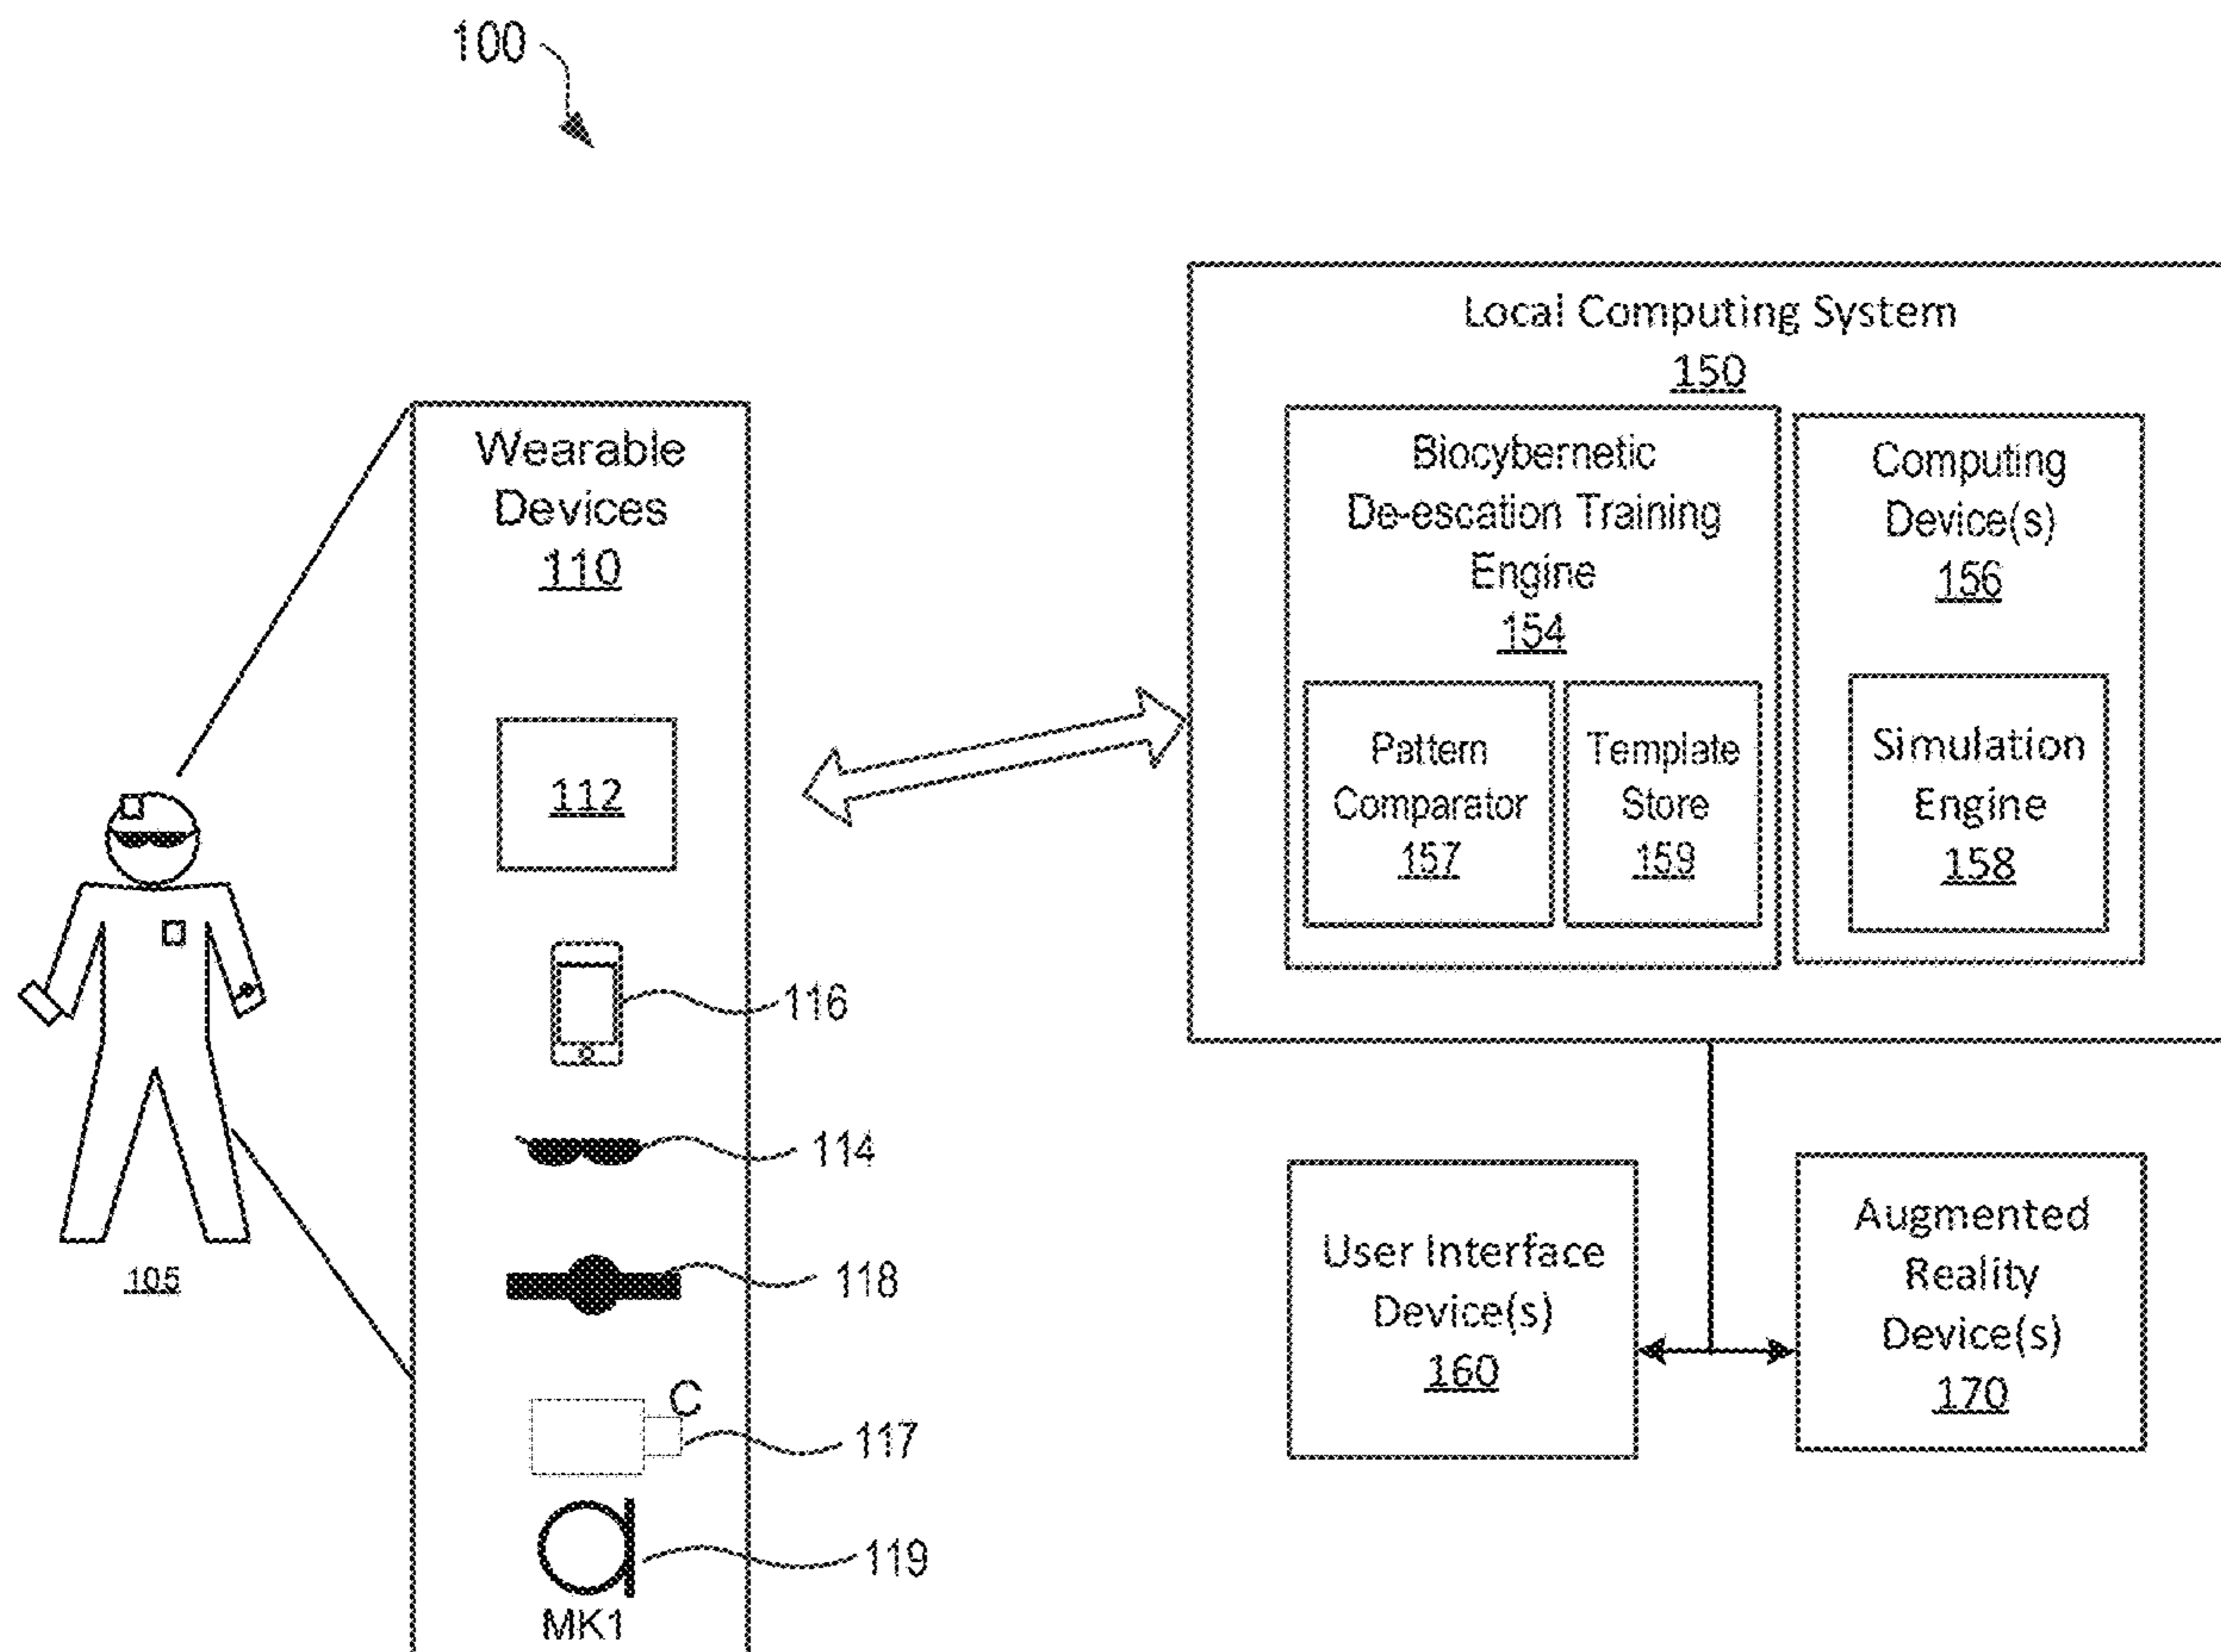 100
Local Computing System
150
Wearable
Devices
110
Biocybernetic
De-escation Training
Engine
154
Computing
Device(s)
156
Pattern
Comparator
157
Template
Store
159
Simulation
Engine
158
112
116
114
118
C
117
119
MK1
105
User Interface
Device(s)
160
Augmented
Reality
Device(s)
170